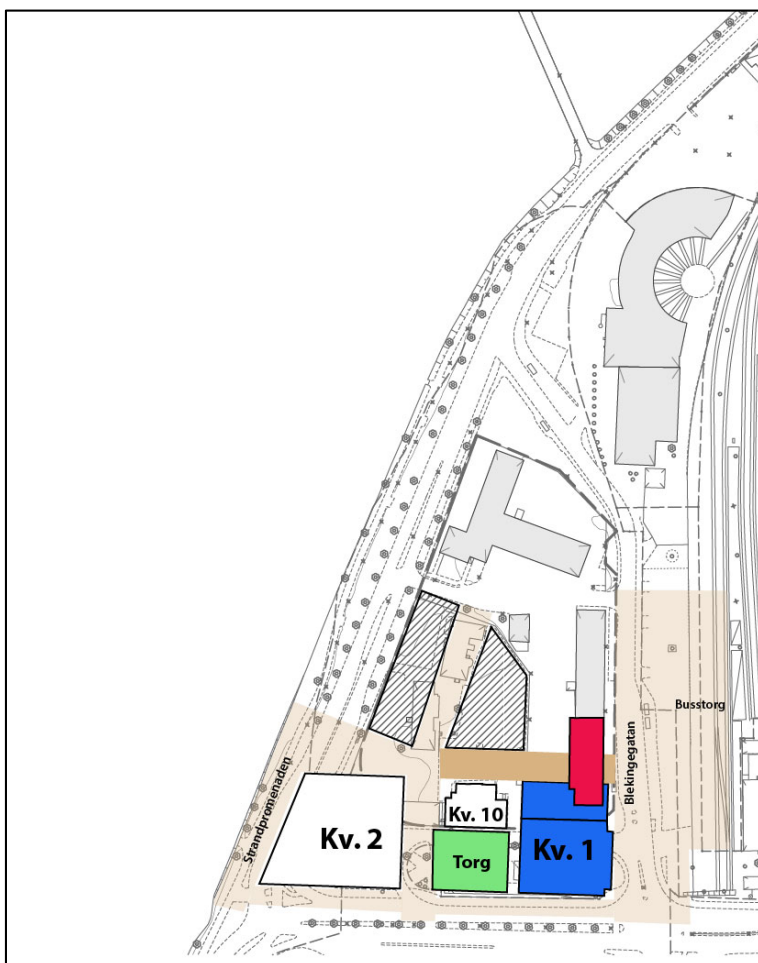 Busstorg
Blekingegatan
Strandpromenaden
Kv. 10
Kv. 2
Kv. 1
Torg